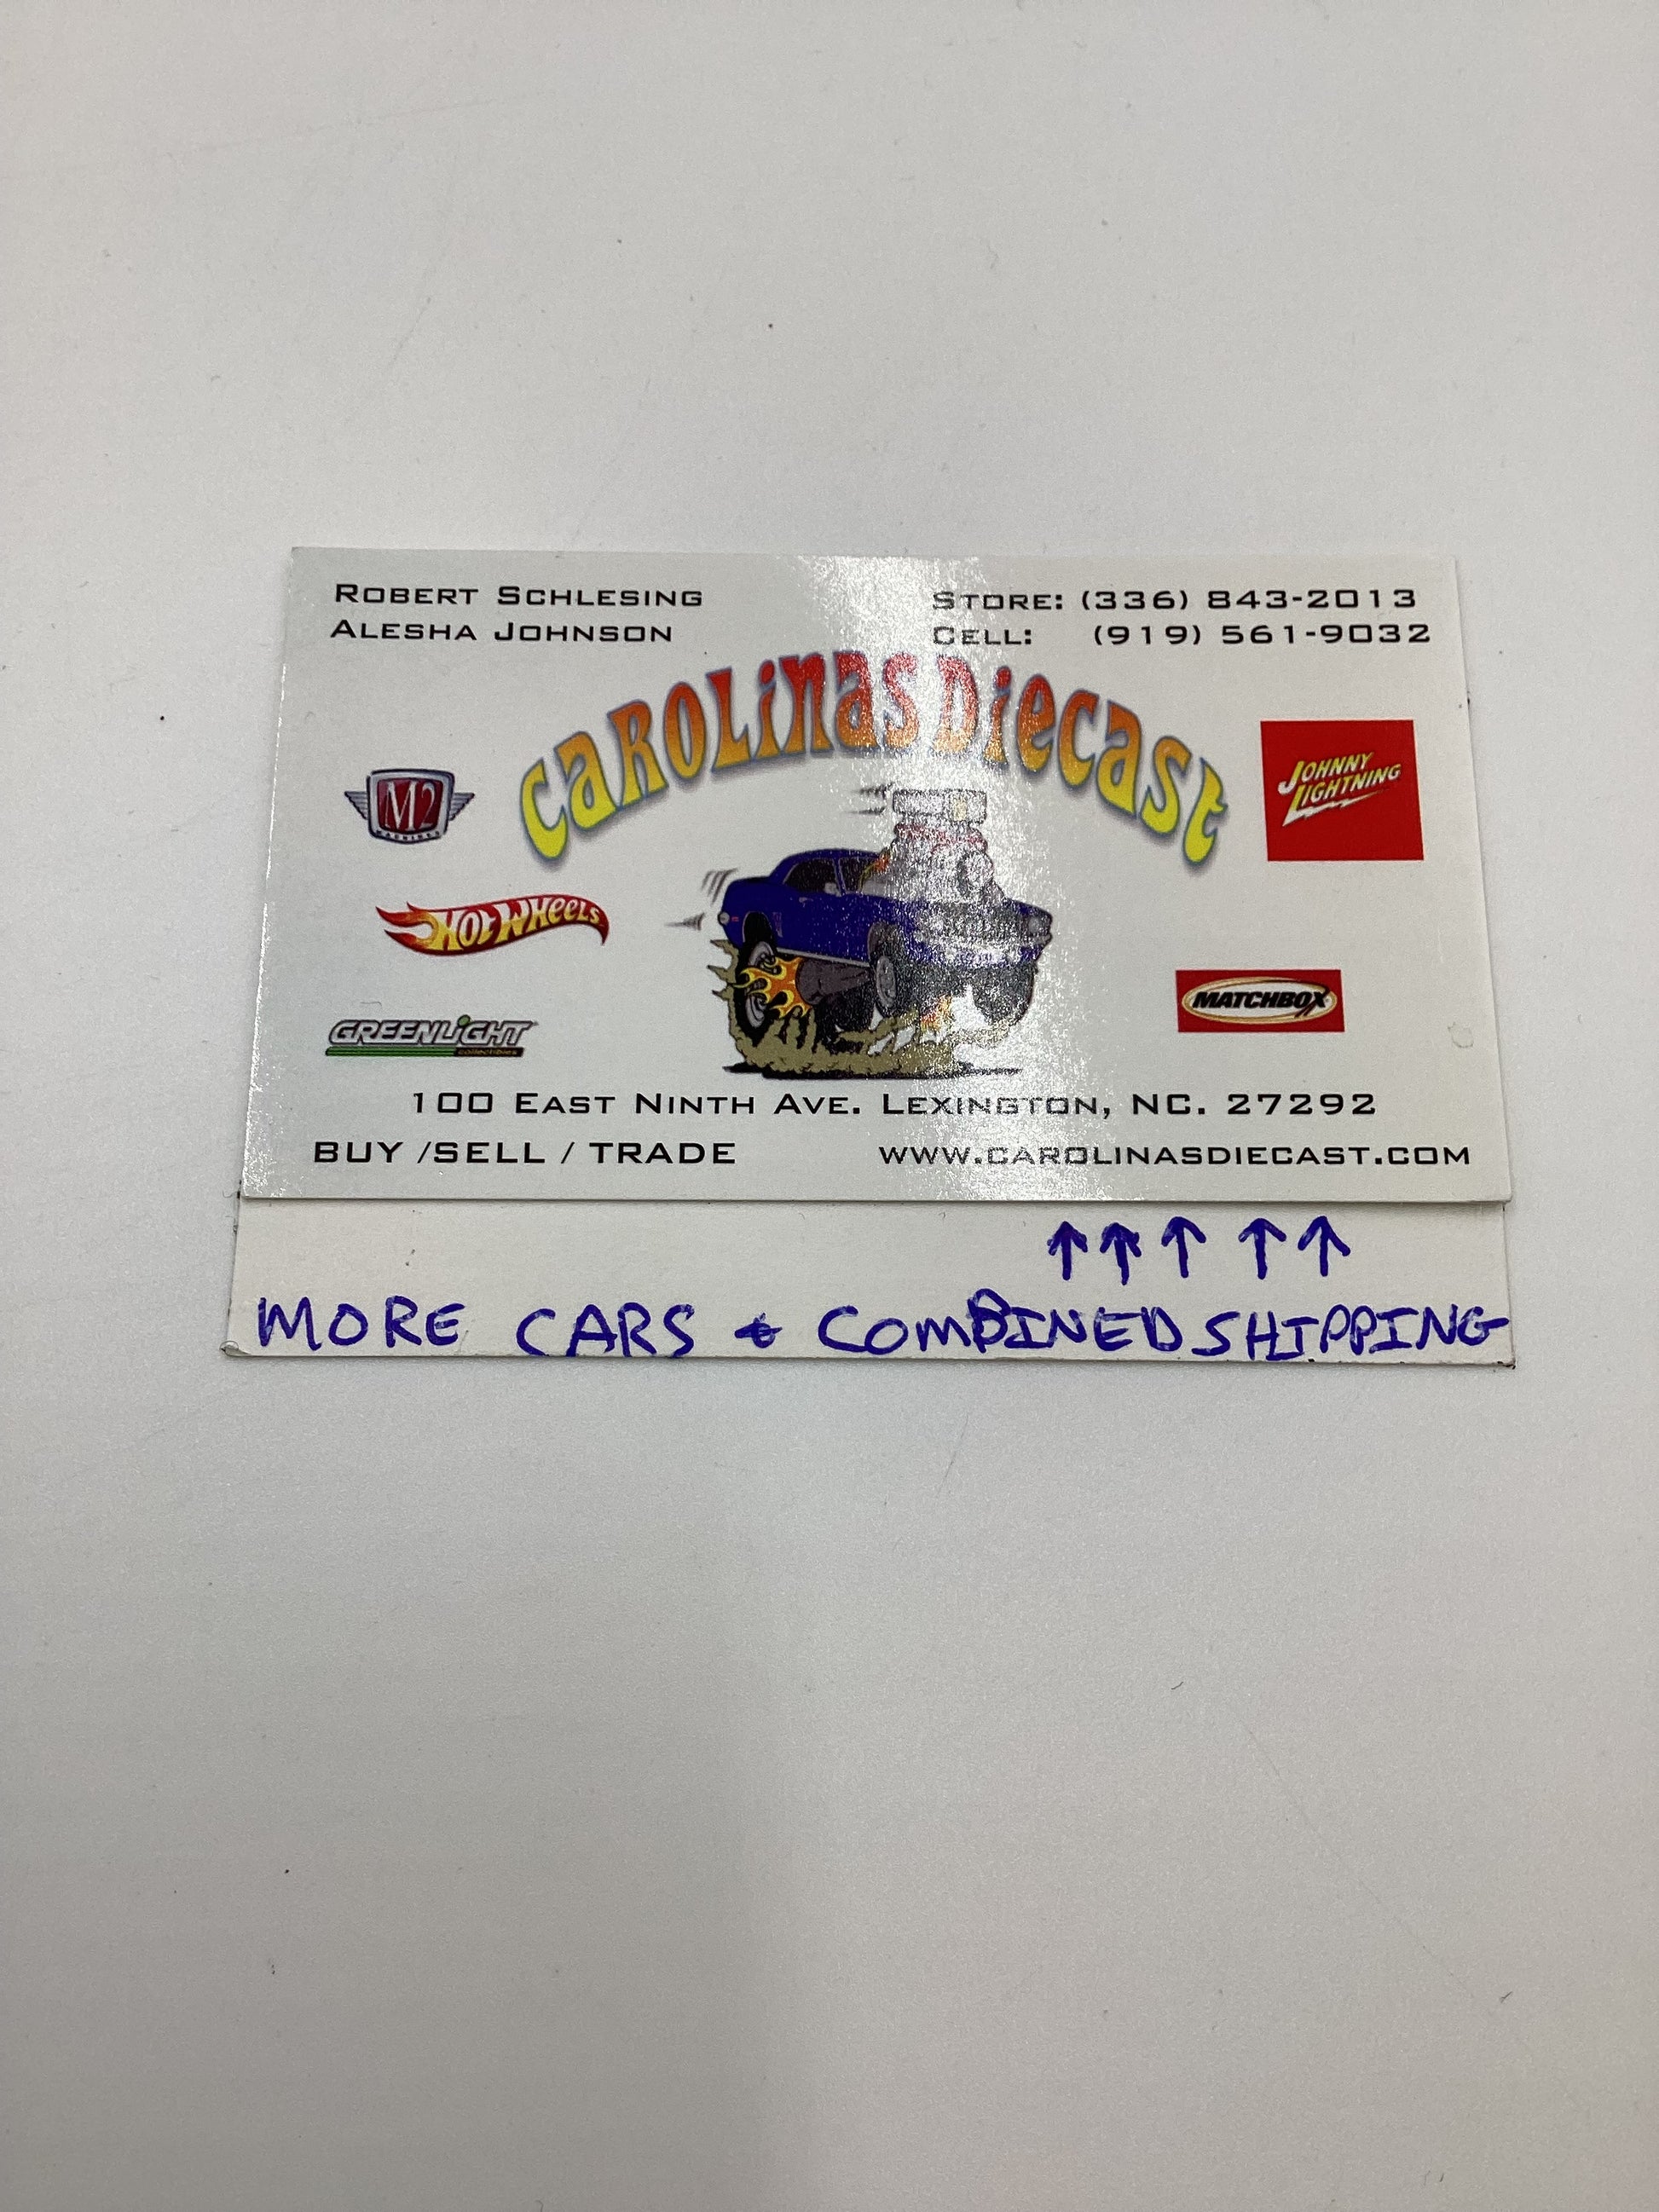 ROBERT SCHLESING
ALESHA JOHNSON
STORE: (336) 843-2013
CELL: (919) 561-9032
CAROLINAS DIECAST
M2
MACHINES
JOHNNY
LIGHTNING
HOT WHEELS
MATCHBOX
GREENLIGHT
collectibles
100 EAST NINTH AVE. LEXINGTON, NC. 27292
BUY /SELL / TRADE
WWW.CAROLINASDIECAST.COM
↑↑↑↑↑
MORE CARS & COMBINED SHIPPING